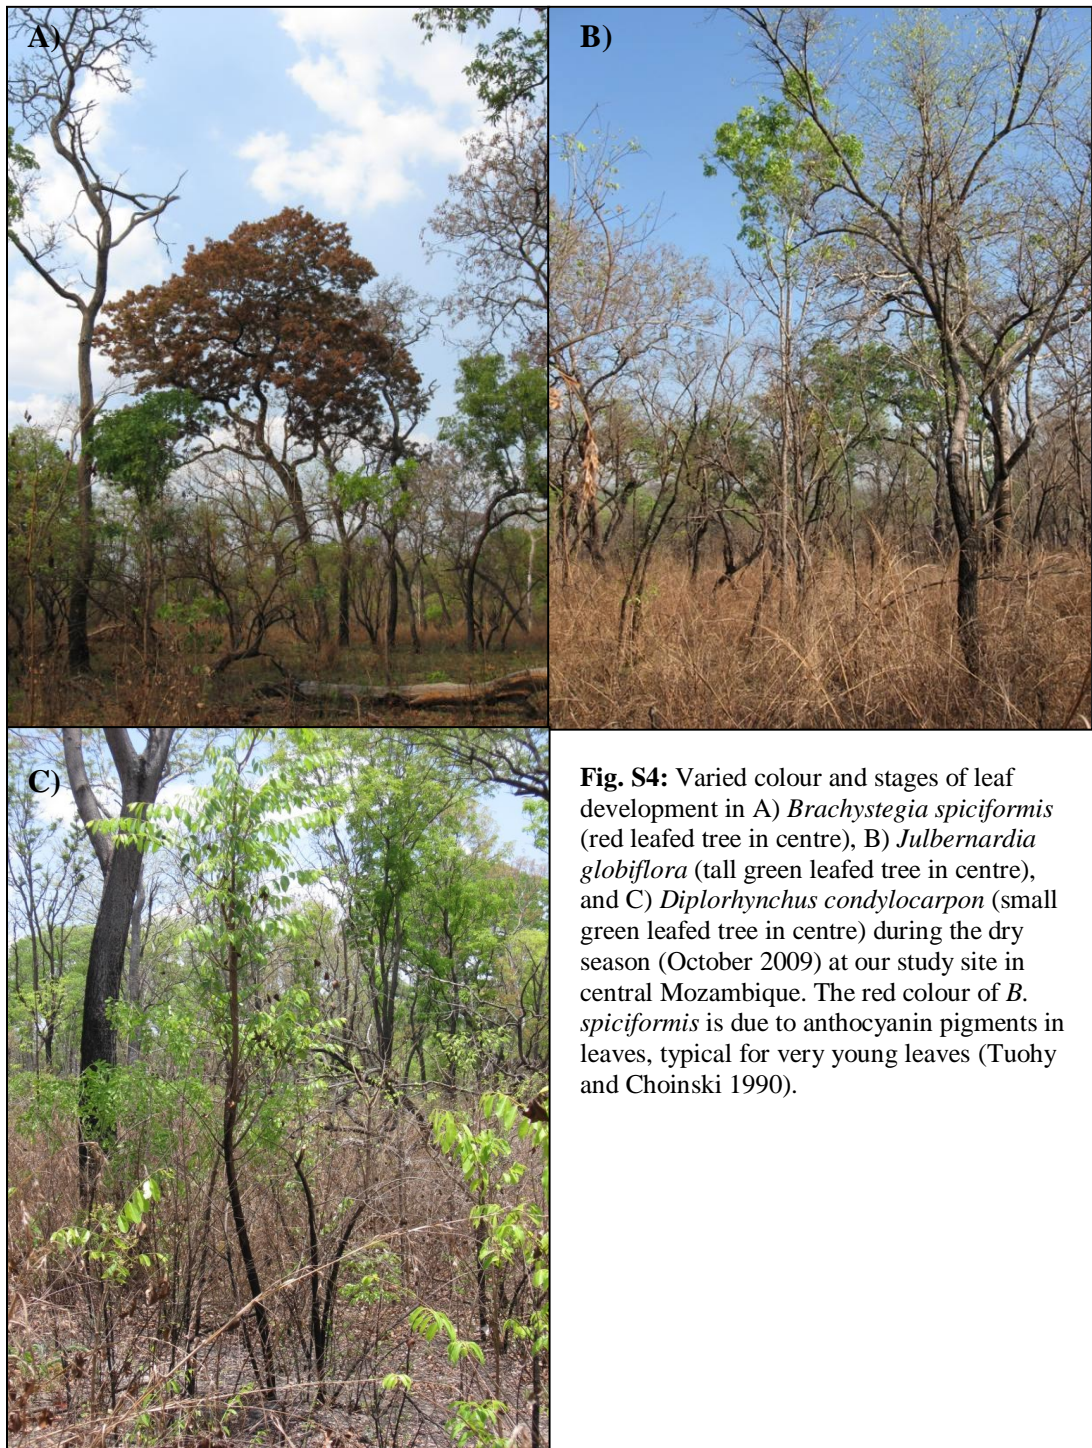 A)
B)
C)
Fig. S4: Varied colour and stages of leaf
development in A) Brachystegia spiciformis
(red leafed tree in centre), B) Julbernardia
globiflora (tall green leafed tree in centre),
and C) Diplorhynchus condylocarpon (small
green leafed tree in centre) during the dry
season (October 2009) at our study site in
central Mozambique. The red colour of B.
spiciformis is due to anthocyanin pigments in
leaves, typical for very young leaves (Tuohy
and Choinski 1990).